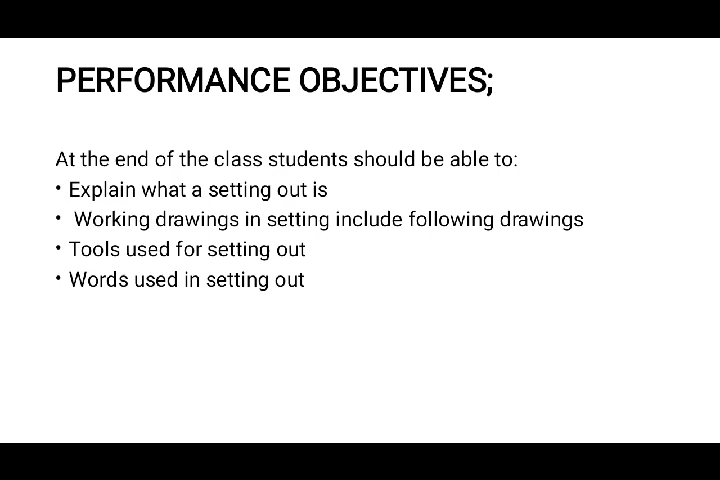 PERFORMANCE OBJECTIVES;
At the end of the class students should be able to:
• Explain what a setting out is
• Working drawings in setting include following drawings
• Tools used for setting out
• Words used in setting out